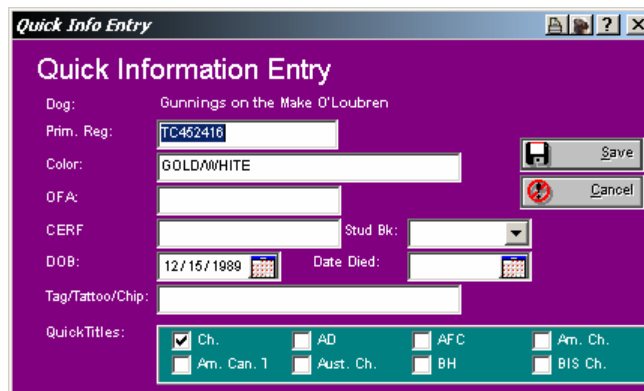 Quick Info Entry ?
Quick Information Entry
Dog: Gunnings on the Make O'Loubren
Prim. Reg: TC452416
Color: GOLD/WHITE
Save
OFA:
Cancel
CERF Stud Bk:
DOB: 12/15/1989 Date Died:
Tag/Tattoo/Chip:
QuickTitles: Ch. AD AFC Am. Ch.
Am. Can. T Aust. Ch. BH BIS Ch.